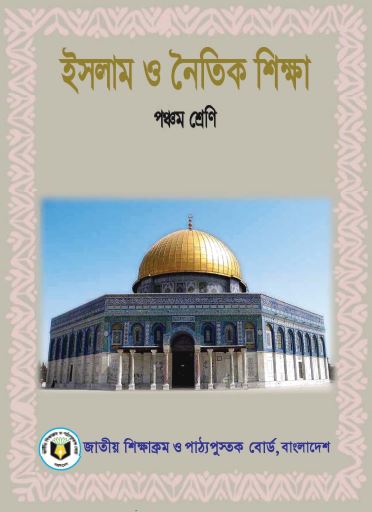 ইসলাম ও নৈতিক শিক্ষা
পঞ্চম শ্রেণি
জাতীয় শিক্ষাক্রম ও পাঠ্যপুস্তক বোর্ড, বাংলাদেশ